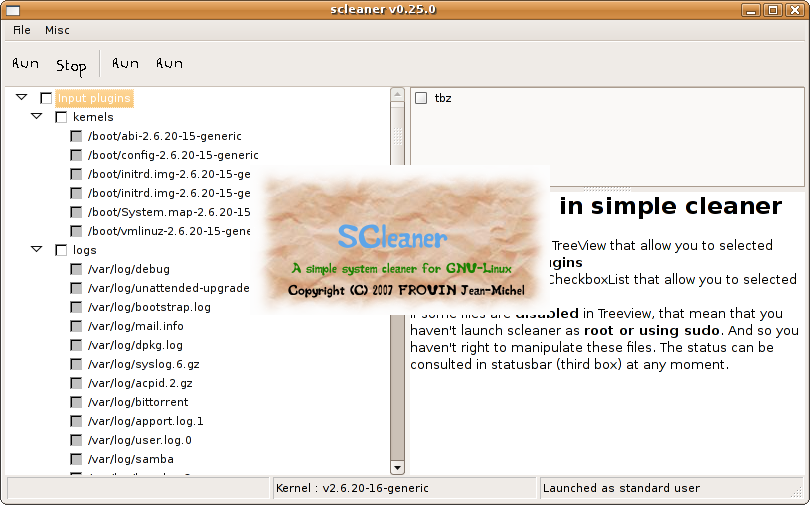 scleaner v0.25.0
File Misc
Run Stop Run Run
Input plugins
kernels
/boot/abi-2.6.20-15-generic
/boot/config-2.6.20-15-generic
/boot/initrd.img-2.6.20-15-ge
/boot/initrd.img-2.6.20-15-ge
/boot/System.map-2.6.20-15
/boot/vmlinuz-2.6.20-15-gene
logs
/var/log/debug
/var/log/unattended-upgrade
/var/log/bootstrap.log
/var/log/mail.info
/var/log/dpkg.log
/var/log/syslog.6.gz
/var/log/acpid.2.gz
/var/log/bittorrent
/var/log/apport.log.1
/var/log/user.log.0
/var/log/samba
tbz
SCleaner
A simple system cleaner for GNU-Linux
Copyright (C) 2007 FROUIN Jean-Michel
in simple cleaner
TreeView that allow you to selected
ugins
CheckboxList that allow you to selected
If some files are disabled in Treeview, that mean that you
haven't launch scleaner as root or using sudo. And so you
haven't right to manipulate these files. The status can be
consulted in statusbar (third box) at any moment.
Kernel : v2.6.20-16-generic
Launched as standard user